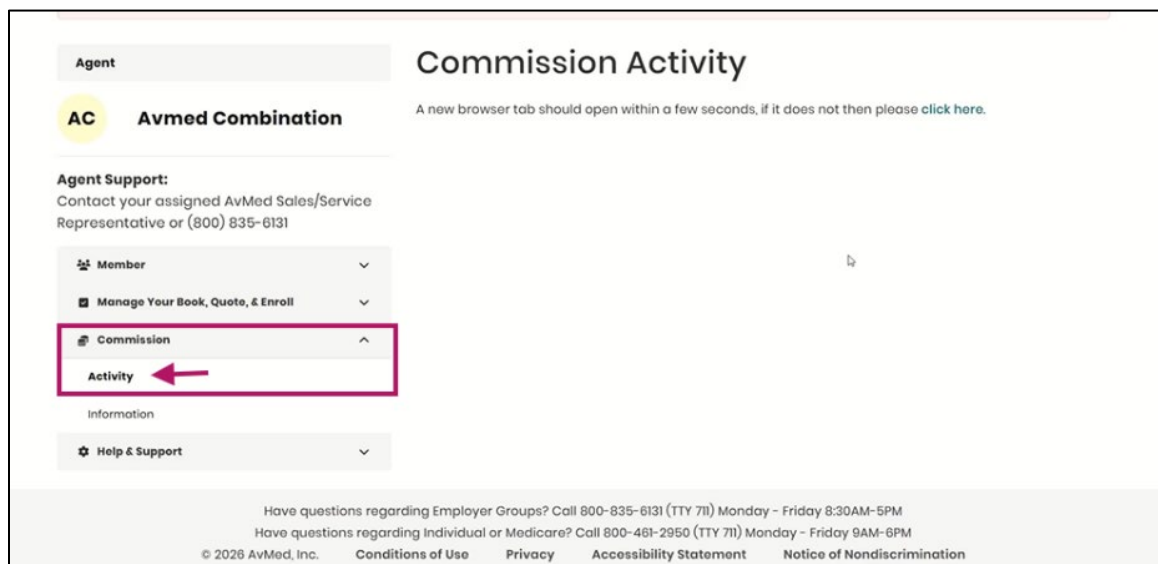 Agent
AC Avmed Combination
Agent Support:
Contact your assigned AvMed Sales/Service
Representative or (800) 835-6131
Member
Manage Your Book, Quote, & Enroll
Commission
Activity
Information
Help & Support
Commission Activity
A new browser tab should open within a few seconds, if it does not then please click here.
Have questions regarding Employer Groups? Call 800-835-6131 (TTY 711) Monday - Friday 8:30AM-5PM
Have questions regarding Individual or Medicare? Call 800-461-2950 (TTY 711) Monday - Friday 9AM-6PM
© 2026 AvMed, Inc. Conditions of Use Privacy Accessibility Statement Notice of Nondiscrimination